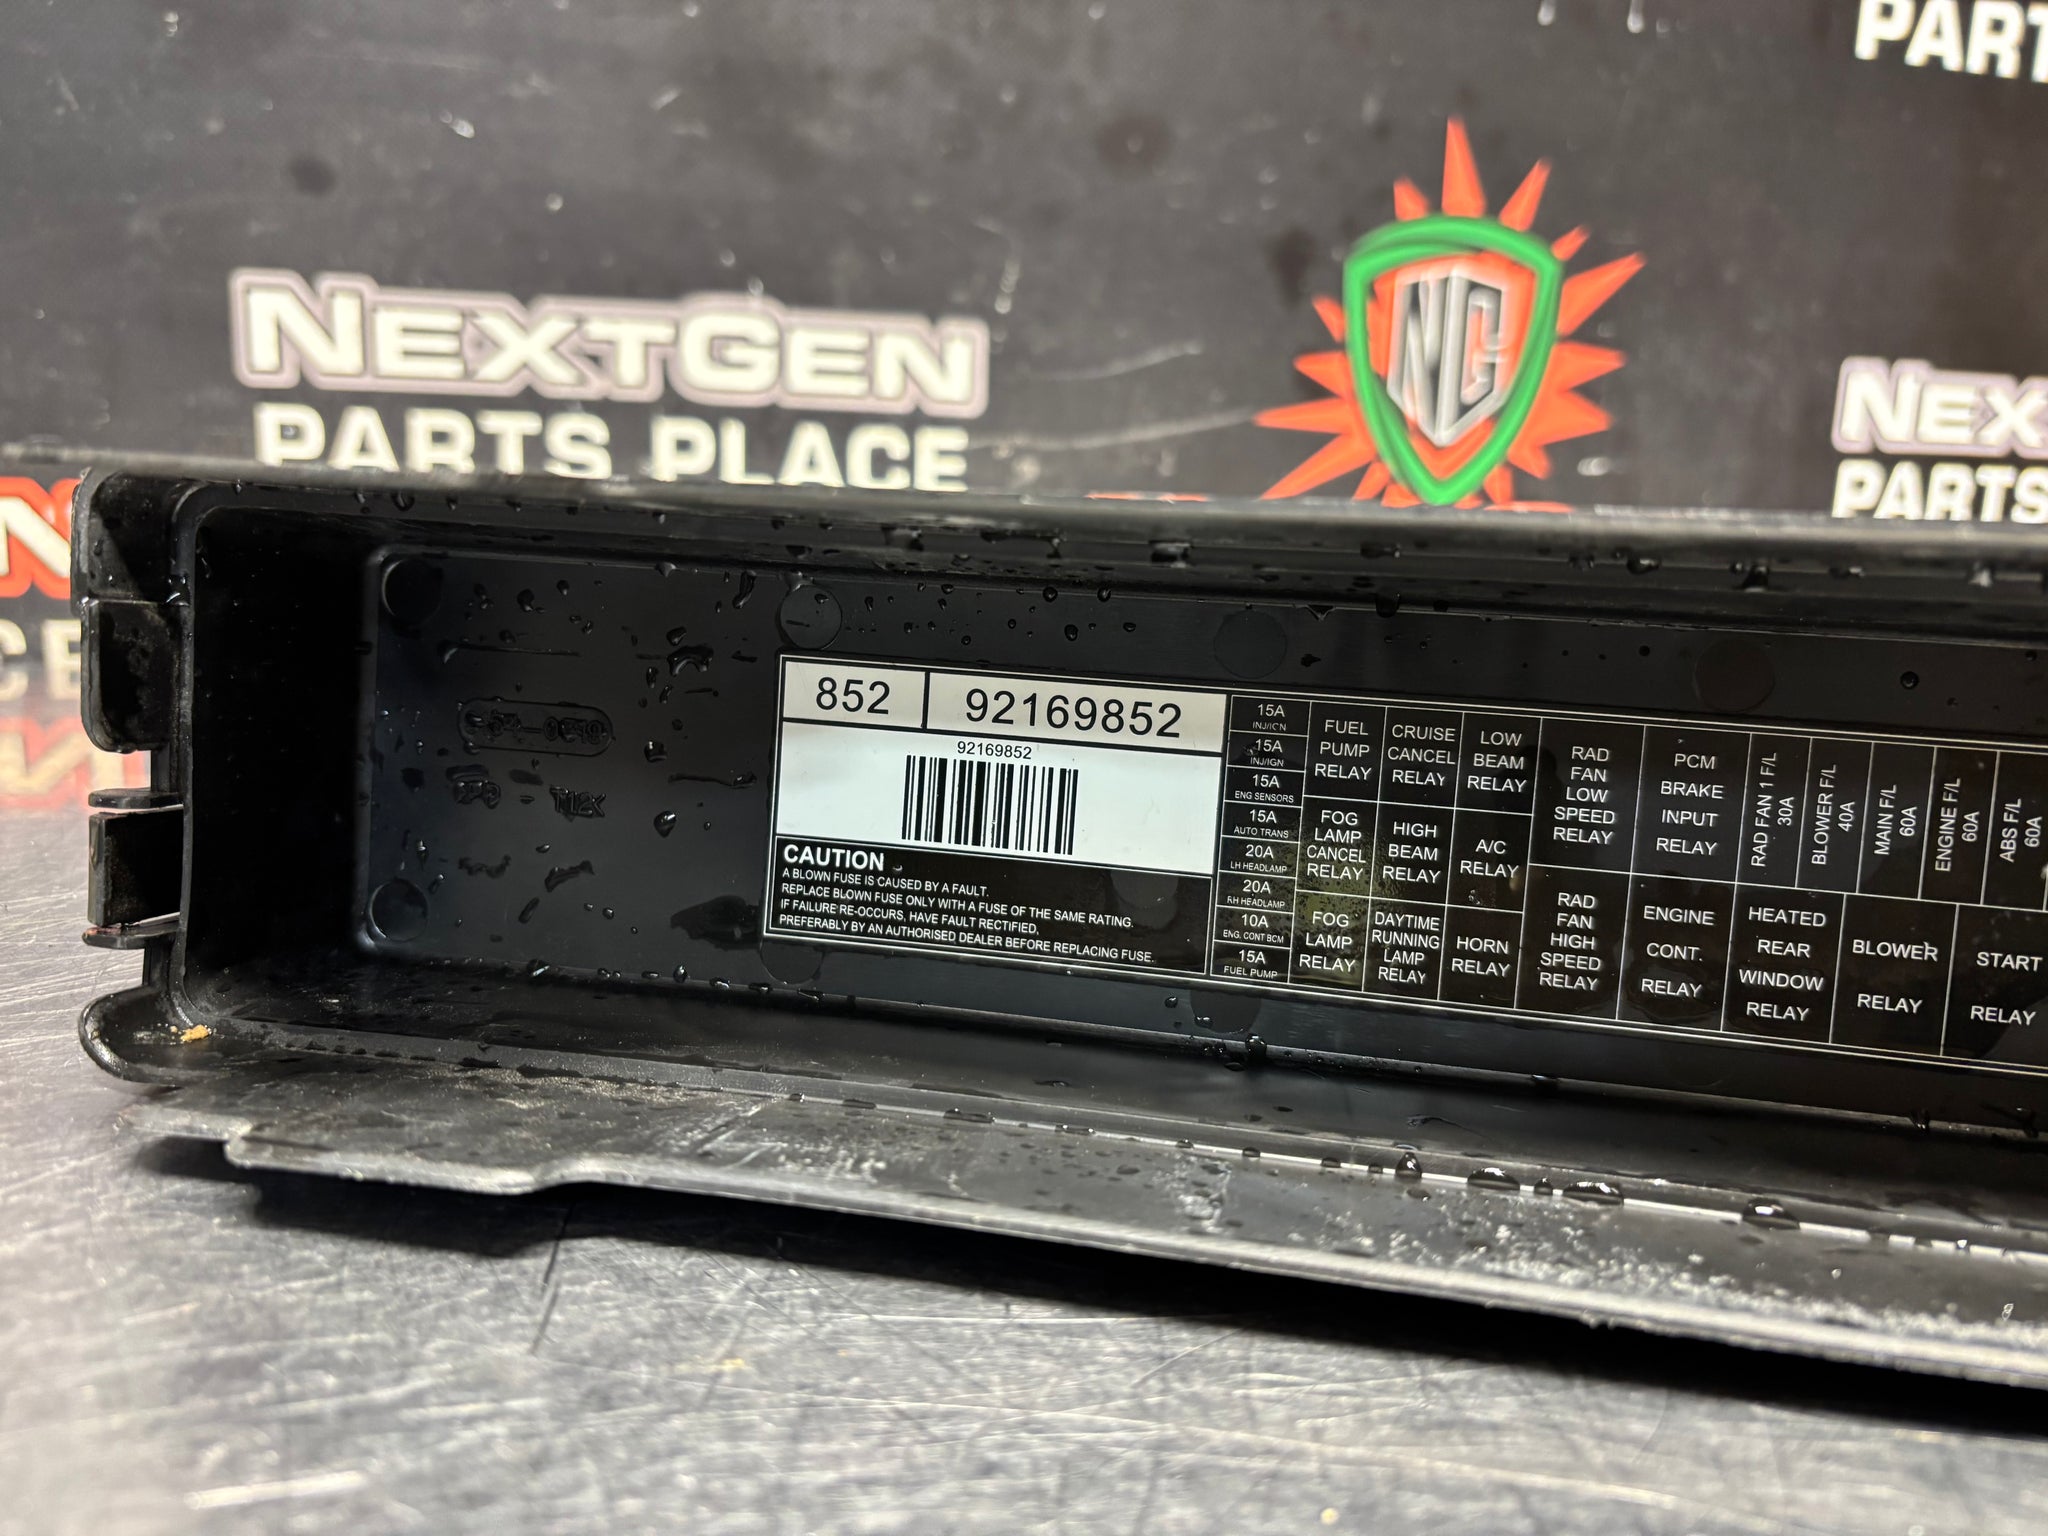 PART
NEXTGEN
PARTS PLACE
NG
NEX
PARTS
N
CE
852
92169852
92169852
CAUTION
A BLOWN FUSE IS CAUSED BY A FAULT.
REPLACE BLOWN FUSE ONLY WITH A FUSE OF THE SAME RATING.
IF FAILURE RE-OCCURS, HAVE FAULT RECTIFIED,
PREFERABLY BY AN AUTHORISED DEALER BEFORE REPLACING FUSE.
15A
INJ/IGN
15A
INJ/IGN
15A
ENG SENSORS
15A
AUTO TRANS
20A
LH HEADLAMP
20A
RH HEADLAMP
10A
ENG. CONT BCM
15A
FUEL PUMP
FUEL
PUMP
RELAY
CRUISE
CANCEL
RELAY
LOW
BEAM
RELAY
FOG
LAMP
CANCEL
RELAY
HIGH
BEAM
RELAY
A/C
RELAY
FOG
LAMP
RELAY
DAYTIME
RUNNING
LAMP
RELAY
HORN
RELAY
RAD
FAN
LOW
SPEED
RELAY
PCM
BRAKE
INPUT
RELAY
RAD FAN 1 F/L
30A
BLOWER F/L
40A
MAIN F/L
60A
ENGINE F/L
60A
ABS F/L
60A
RAD
FAN
HIGH
SPEED
RELAY
ENGINE
CONT.
RELAY
HEATED
REAR
WINDOW
RELAY
BLOWER
RELAY
START
RELAY
T12K